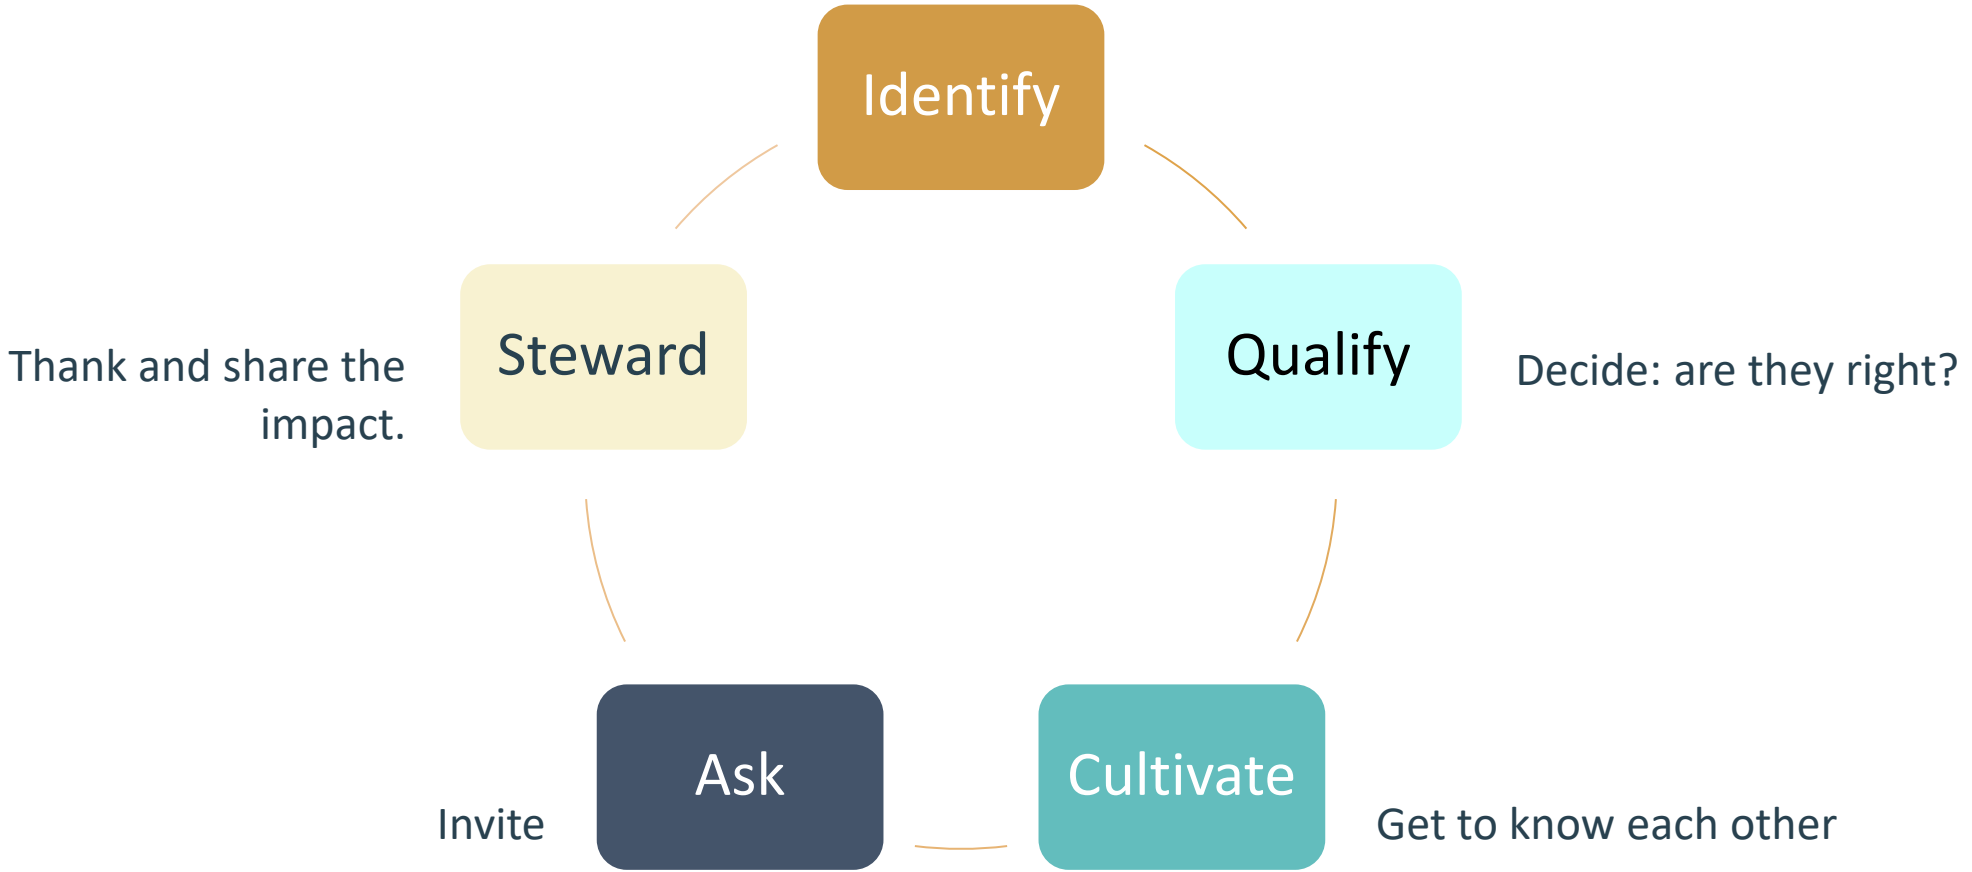 Identify
Qualify
Decide: are they right?
Cultivate
Get to know each other
Ask
Invite
Steward
Thank and share the
impact.